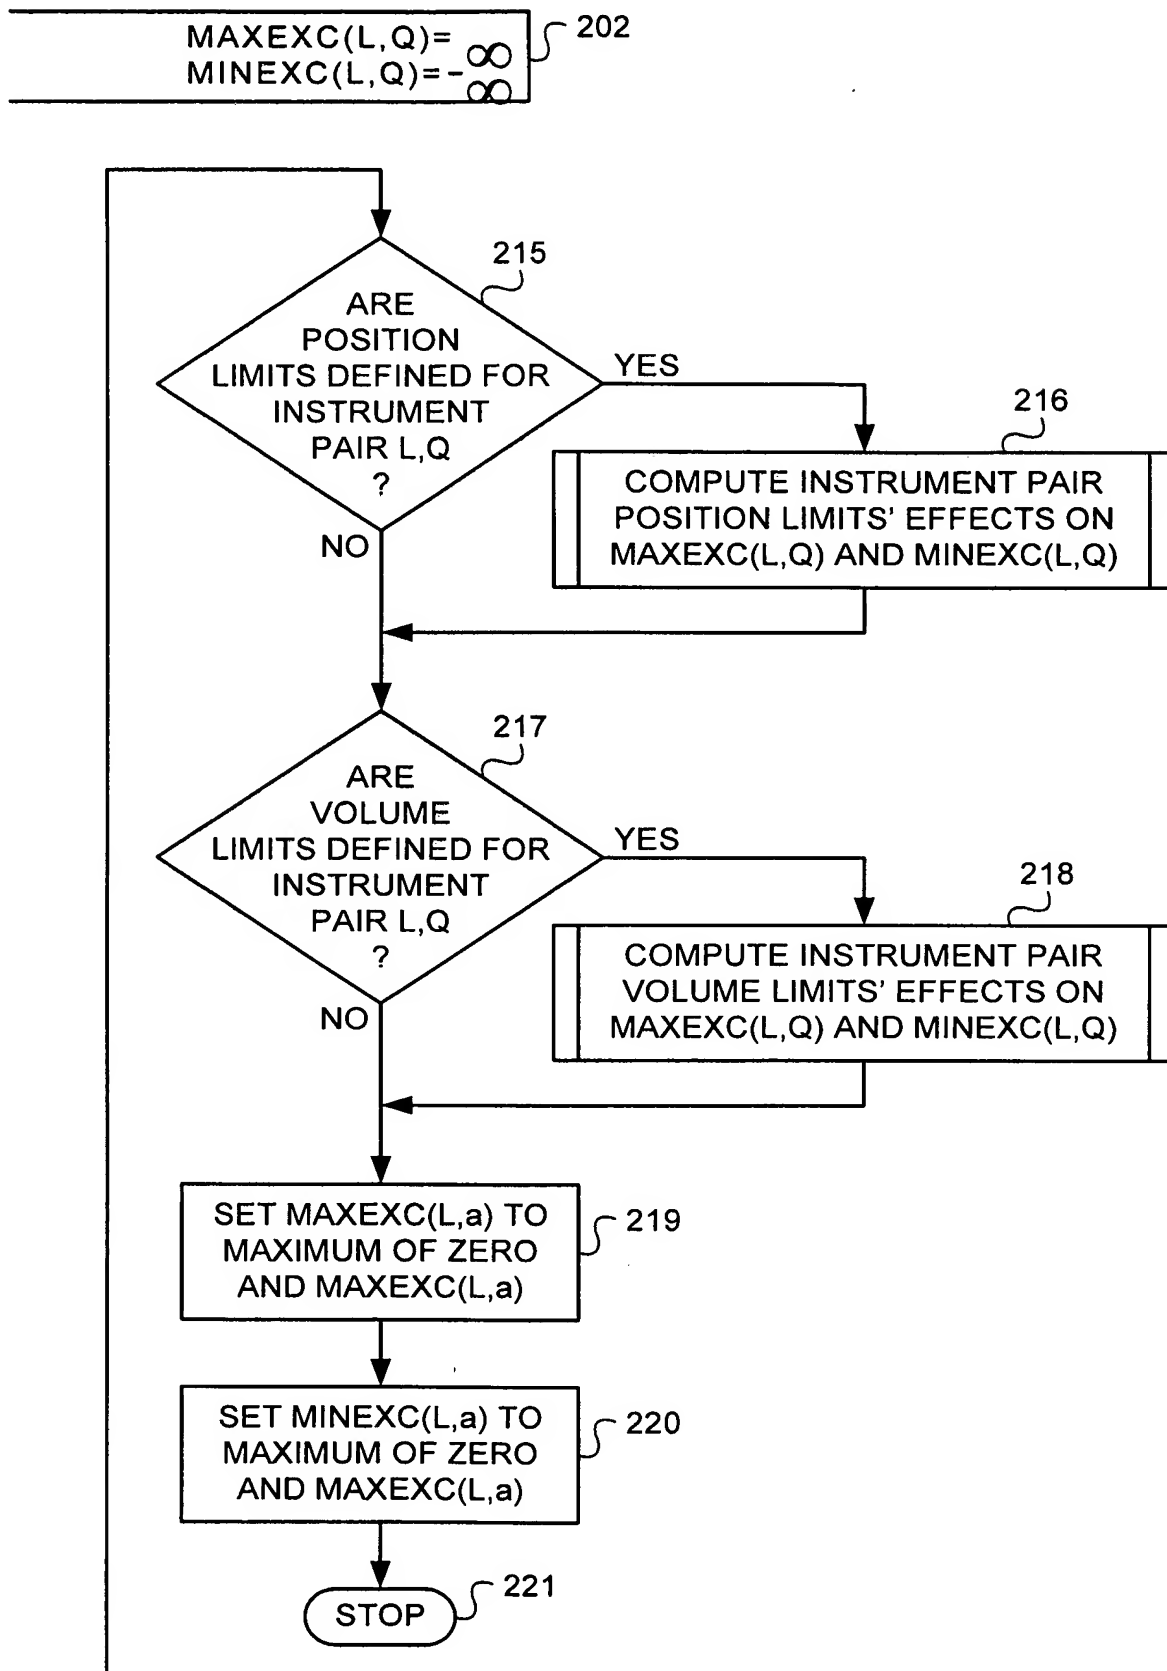 MAXEXC(L,Q)=∞
MINEXC(L,Q)=-∞
202
215
ARE
POSITION
LIMITS DEFINED FOR
INSTRUMENT
PAIR L,Q
?
YES
NO
216
COMPUTE INSTRUMENT PAIR
POSITION LIMITS' EFFECTS ON
MAXEXC(L,Q) AND MINEXC(L,Q)
217
ARE
VOLUME
LIMITS DEFINED FOR
INSTRUMENT
PAIR L,Q
?
YES
NO
218
COMPUTE INSTRUMENT PAIR
VOLUME LIMITS' EFFECTS ON
MAXEXC(L,Q) AND MINEXC(L,Q)
SET MAXEXC(L,a) TO
MAXIMUM OF ZERO
AND MAXEXC(L,a)
219
SET MINEXC(L,a) TO
MAXIMUM OF ZERO
AND MAXEXC(L,a)
220
STOP
221